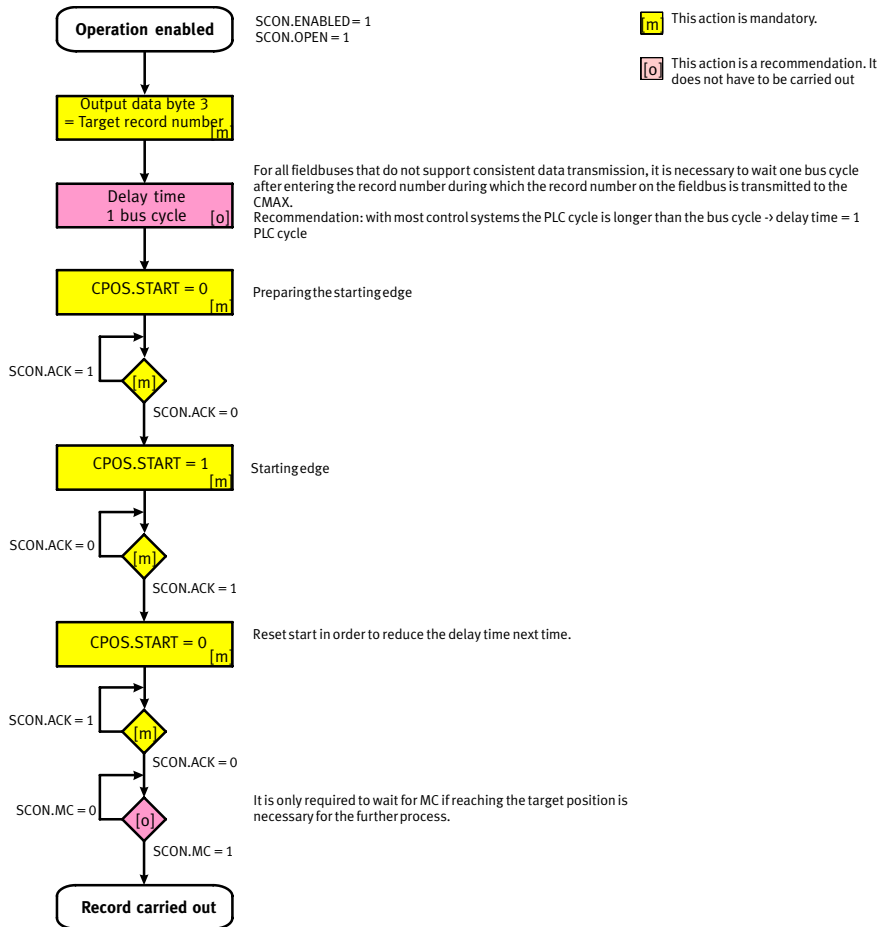 Operation enabled
SCON.ENABLED = 1
SCON.OPEN = 1
[m] This action is mandatory.
[o] This action is a recommendation. It
does not have to be carried out
Output data byte 3
= Target record number
[m]
For all fieldbuses that do not support consistent data transmission, it is necessary to wait one bus cycle
after entering the record number during which the record number on the fieldbus is transmitted to the
CMAX.
Recommendation: with most control systems the PLC cycle is longer than the bus cycle -> delay time = 1
PLC cycle
Delay time
1 bus cycle [o]
CPOS.START = 0
[m]
Preparing the starting edge
SCON.ACK = 1
[m]
SCON.ACK = 0
CPOS.START = 1
[m]
Starting edge
SCON.ACK = 0
[m]
SCON.ACK = 1
CPOS.START = 0
[m]
Reset start in order to reduce the delay time next time.
SCON.ACK = 1
[m]
SCON.ACK = 0
SCON.MC = 0
[o]
It is only required to wait for MC if reaching the target position is
necessary for the further process.
SCON.MC = 1
Record carried out